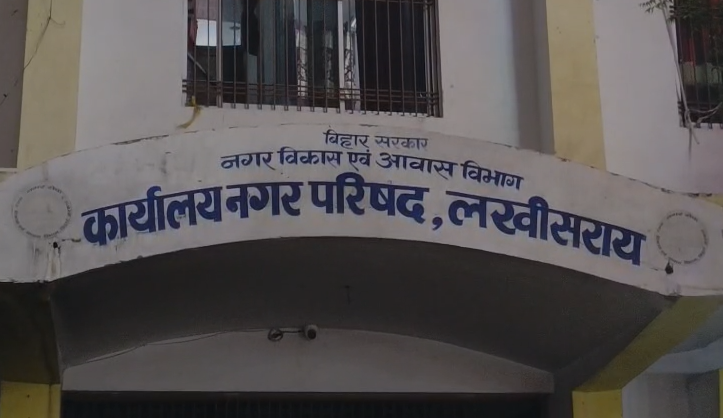 बिहार सरकार
नगर विकास एवं आवास विभाग
कार्यालय नगर परिषद, लखीसराय